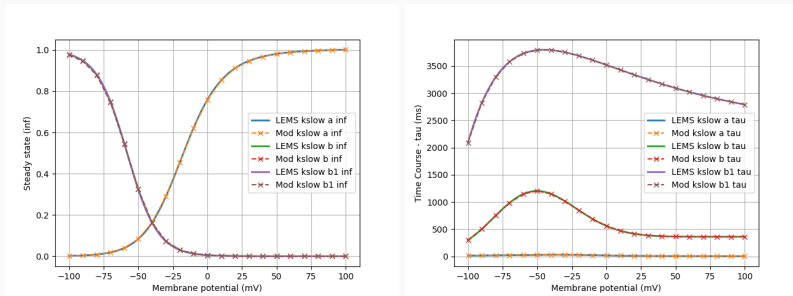 Steady state (inf)
1.0
0.8
0.6
0.4
0.2
0.0
−100 −75 −50 −25 0 25 50 75 100
Membrane potential (mV)
LEMS kslow a inf
Mod kslow a inf
LEMS kslow b inf
Mod kslow b inf
LEMS kslow b1 inf
Mod kslow b1 inf
Time Course - tau (ms)
3500
3000
2500
2000
1500
1000
500
0
−100 −75 −50 −25 0 25 50 75 100
Membrane potential (mV)
LEMS kslow a tau
Mod kslow a tau
LEMS kslow b tau
Mod kslow b tau
LEMS kslow b1 tau
Mod kslow b1 tau